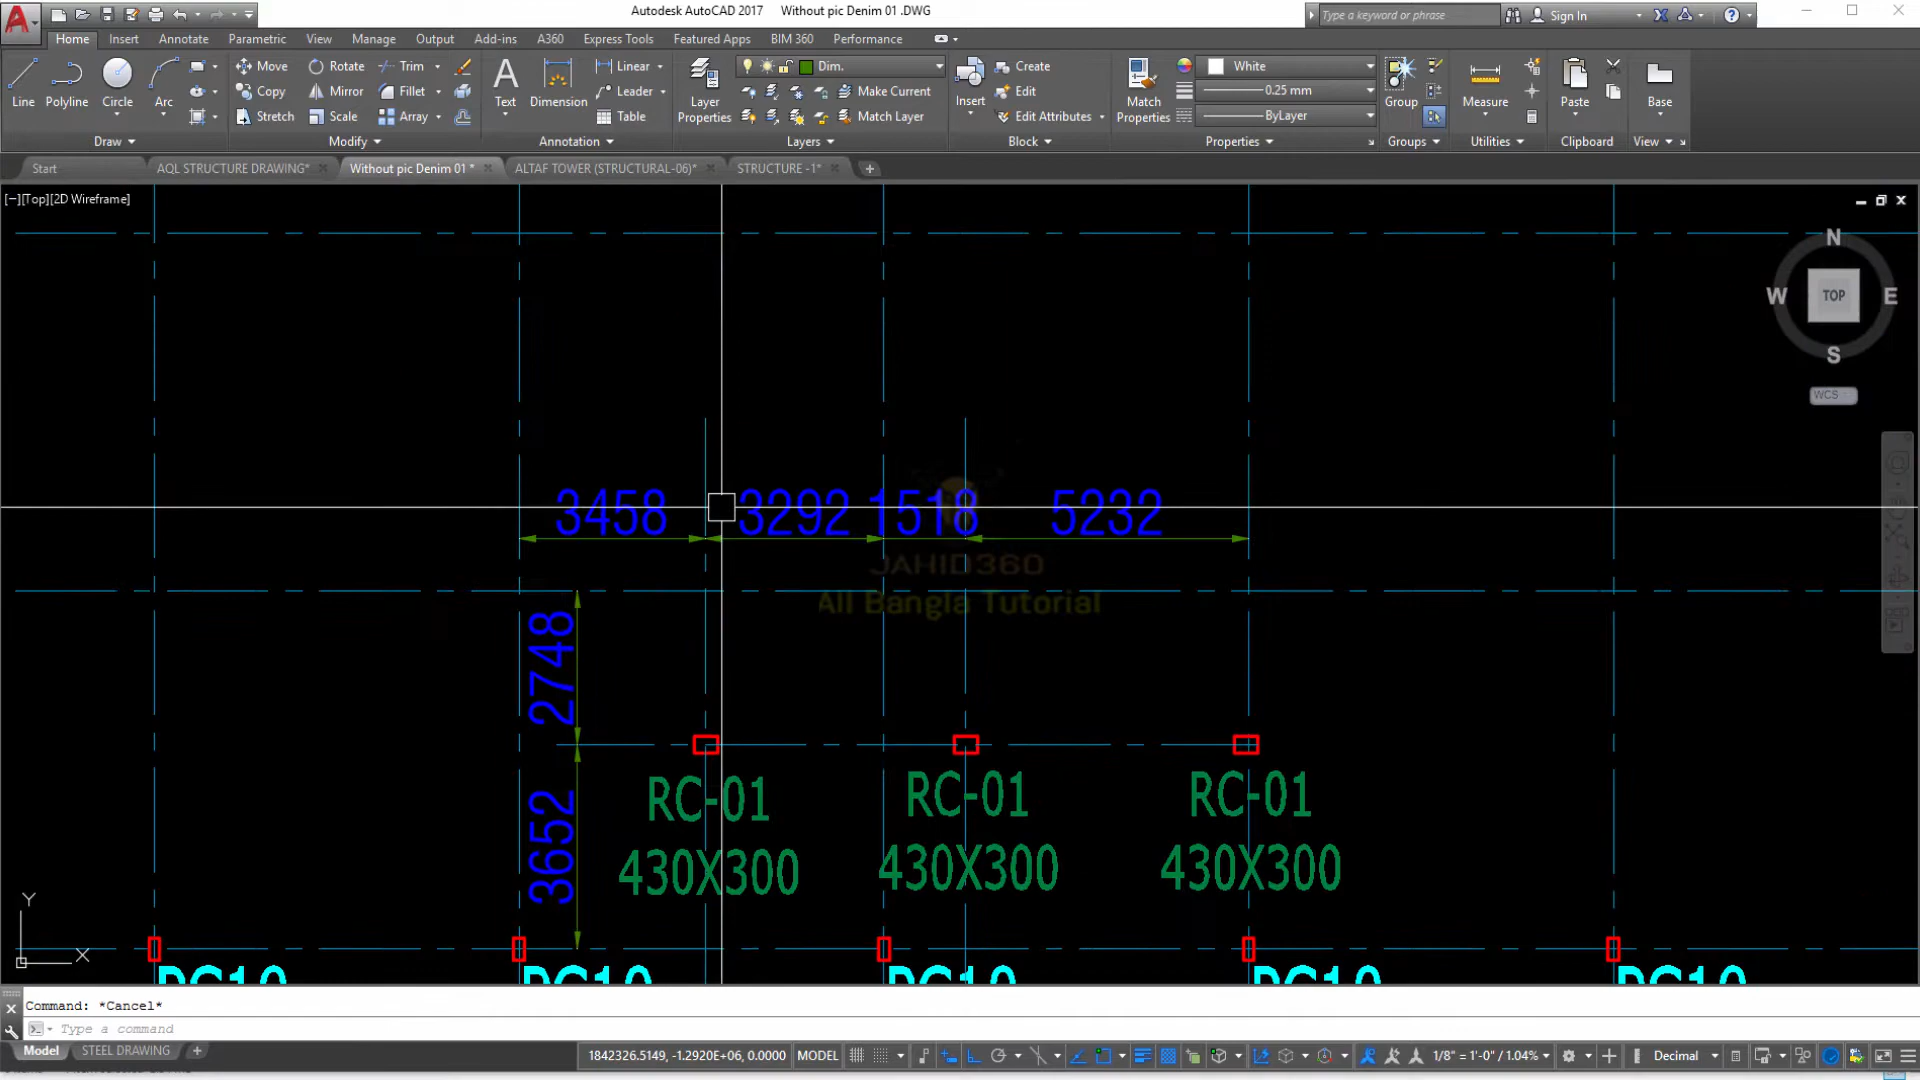 Autodesk AutoCAD 2017 Without pic Denim 01 .DWG
Type a keyword or phrase
Sign In
Home Insert Annotate Parametric View Manage Output Add-ins A360 Express Tools Featured Apps BIM 360 Performance
Line Polyline Circle Arc
Move Rotate Trim
Copy Mirror Fillet
Stretch Scale Array
Text Dimension
Linear
Leader
Table
Layer Properties
Dim.
Make Current
Match Layer
Insert
Create
Edit
Edit Attributes
Match Properties
White
0.25 mm
ByLayer
Group
Measure
Paste
Base
Draw Modify Annotation Layers Block Properties Groups Utilities Clipboard View
Start AQL STRUCTURE DRAWING* Without pic Denim 01 * ALTAF TOWER (STRUCTURAL-06)* STRUCTURE -1*
[−][Top][2D Wireframe]
N
W TOP E
S
WCS
3458 3292 1518 5232
JAHID360
All Bangla Tutorial
2748
3652
RC-01 RC-01 RC-01
430X300 430X300 430X300
Y
X
Command: *Cancel*
Type a command
Model STEEL DRAWING
1842326.5149, -1.2920E+06, 0.0000 MODEL
1/8" = 1'-0" / 1.04%
Decimal